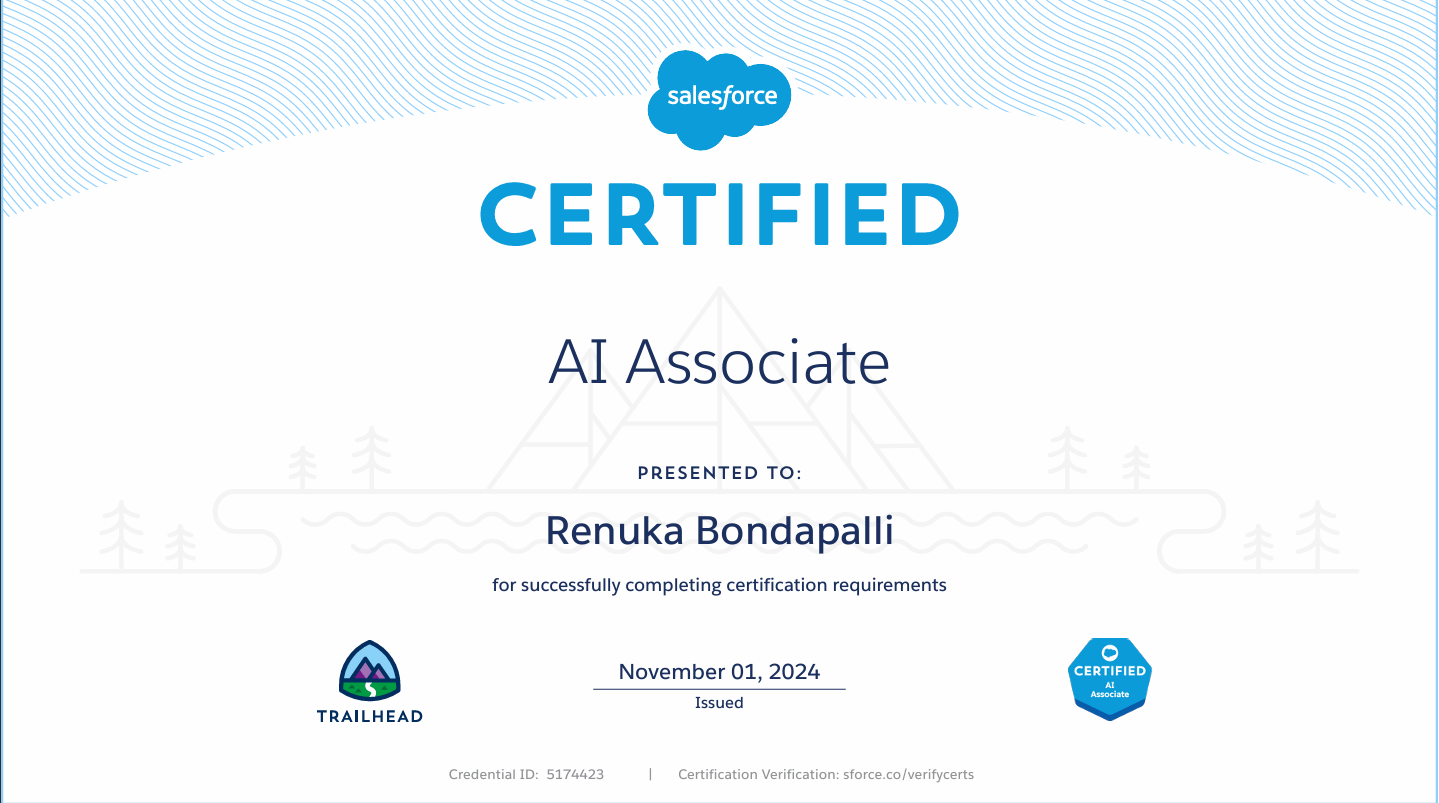 salesforce
CERTIFIED
AI Associate
PRESENTED TO:
Renuka Bondapalli
for successfully completing certification requirements
November 01, 2024
Issued
TRAILHEAD
CERTIFIED
AI
Associate
Credential ID: 5174423 | Certification Verification: sforce.co/verifycerts